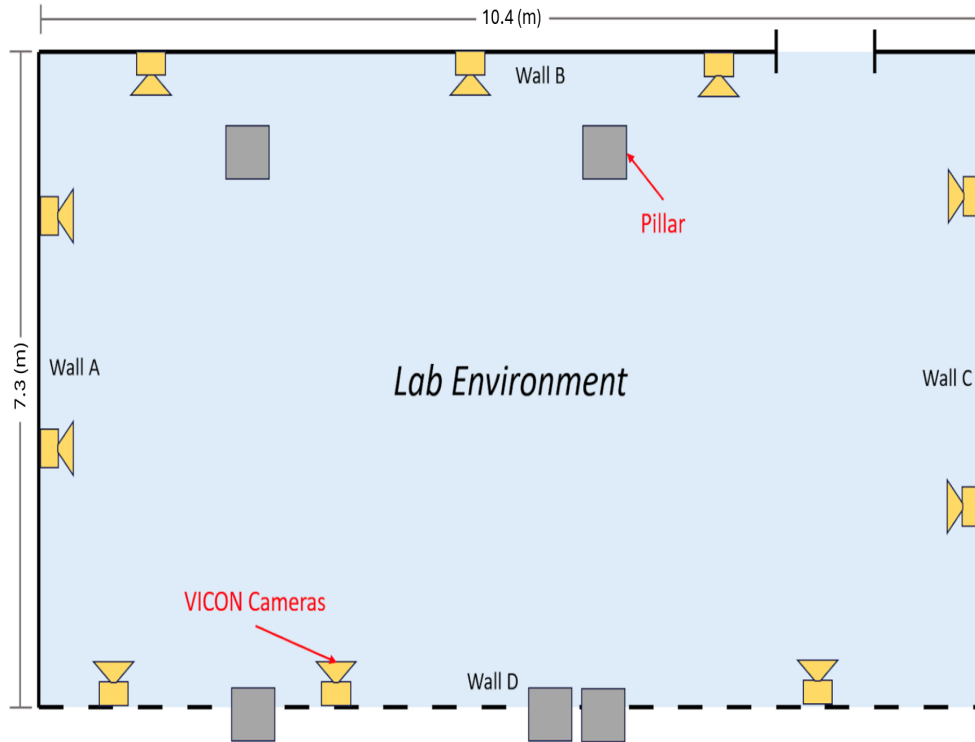 10.4 (m)
Wall B
Pillar
7.3 (m)
Wall A
Lab Environment
Wall C
VICON Cameras
Wall D